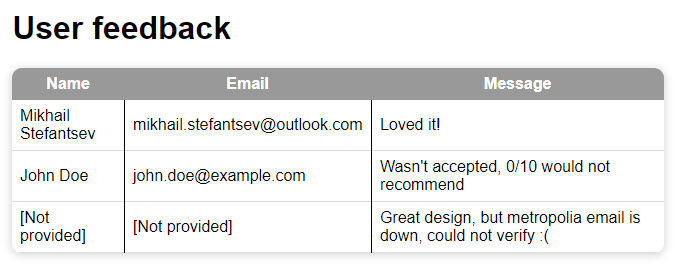 User feedback
Name Email Message
Mikhail
Stefantsev
mikhail.stefantsev@outlook.com
Loved it!
John Doe
john.doe@example.com
Wasn't accepted, 0/10 would not
recommend
[Not
provided]
[Not provided]
Great design, but metropolia email is
down, could not verify :(